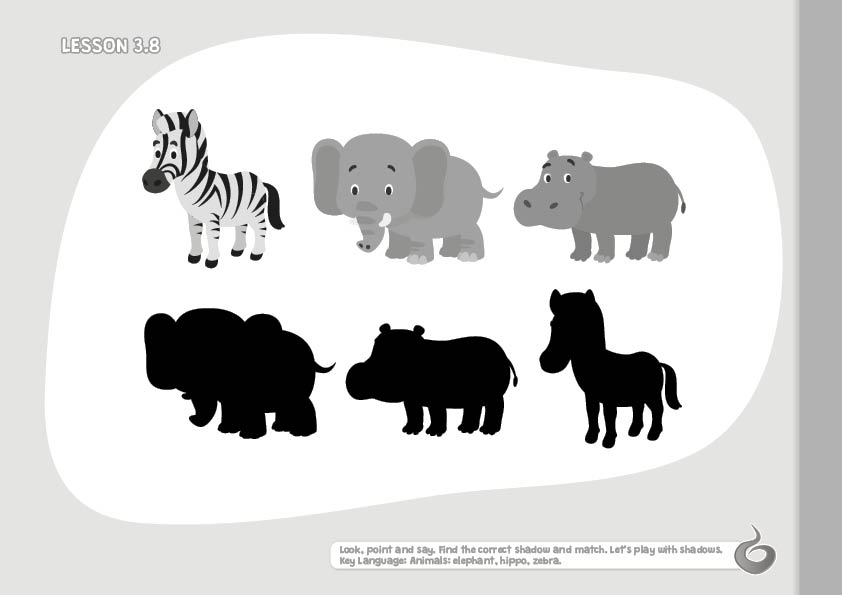 LESSON 3.8
Look, point and say. Find the correct shadow and match. Let's play with shadows.
Key Language: Animals: elephant, hippo, zebra.